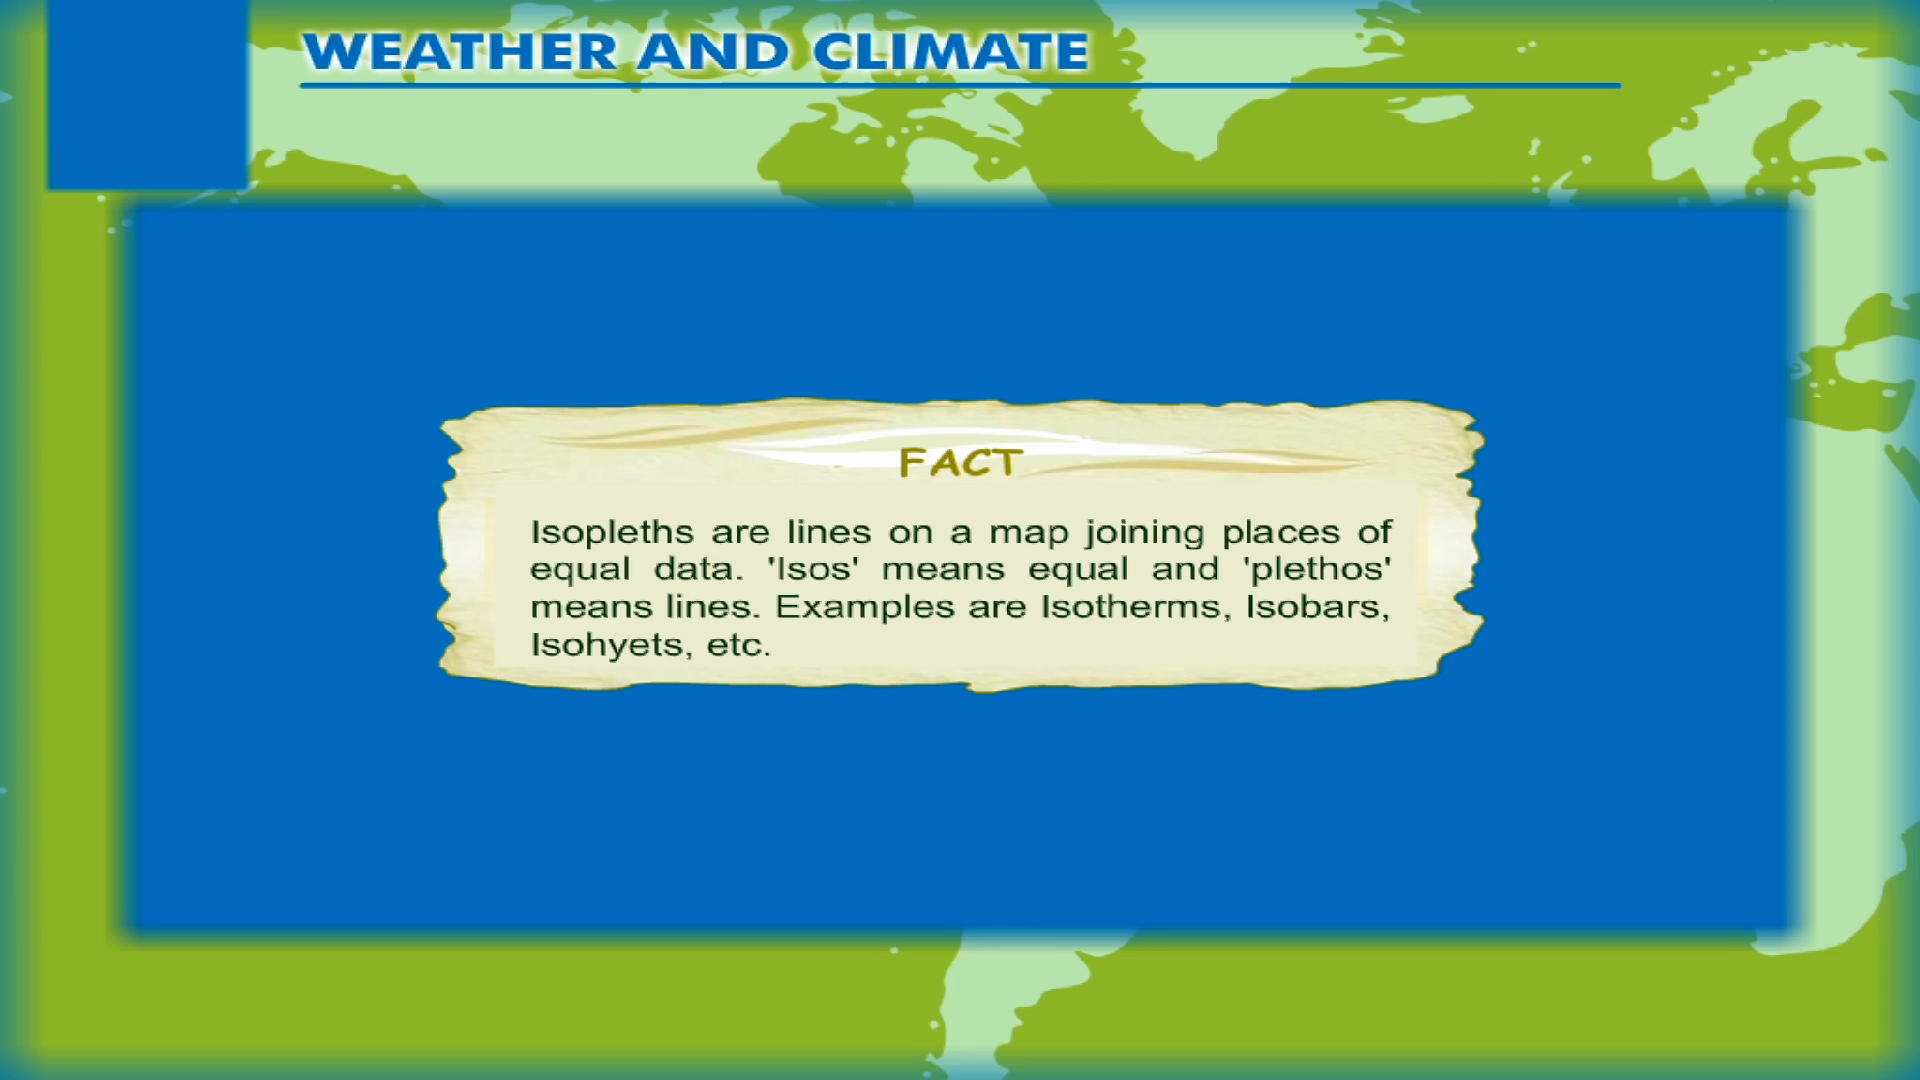 WEATHER AND CLIMATE
FACT
Isopleths are lines on a map joining places of
equal data. 'Isos' means equal and 'plethos'
means lines. Examples are Isotherms, Isobars,
Isohyets, etc.